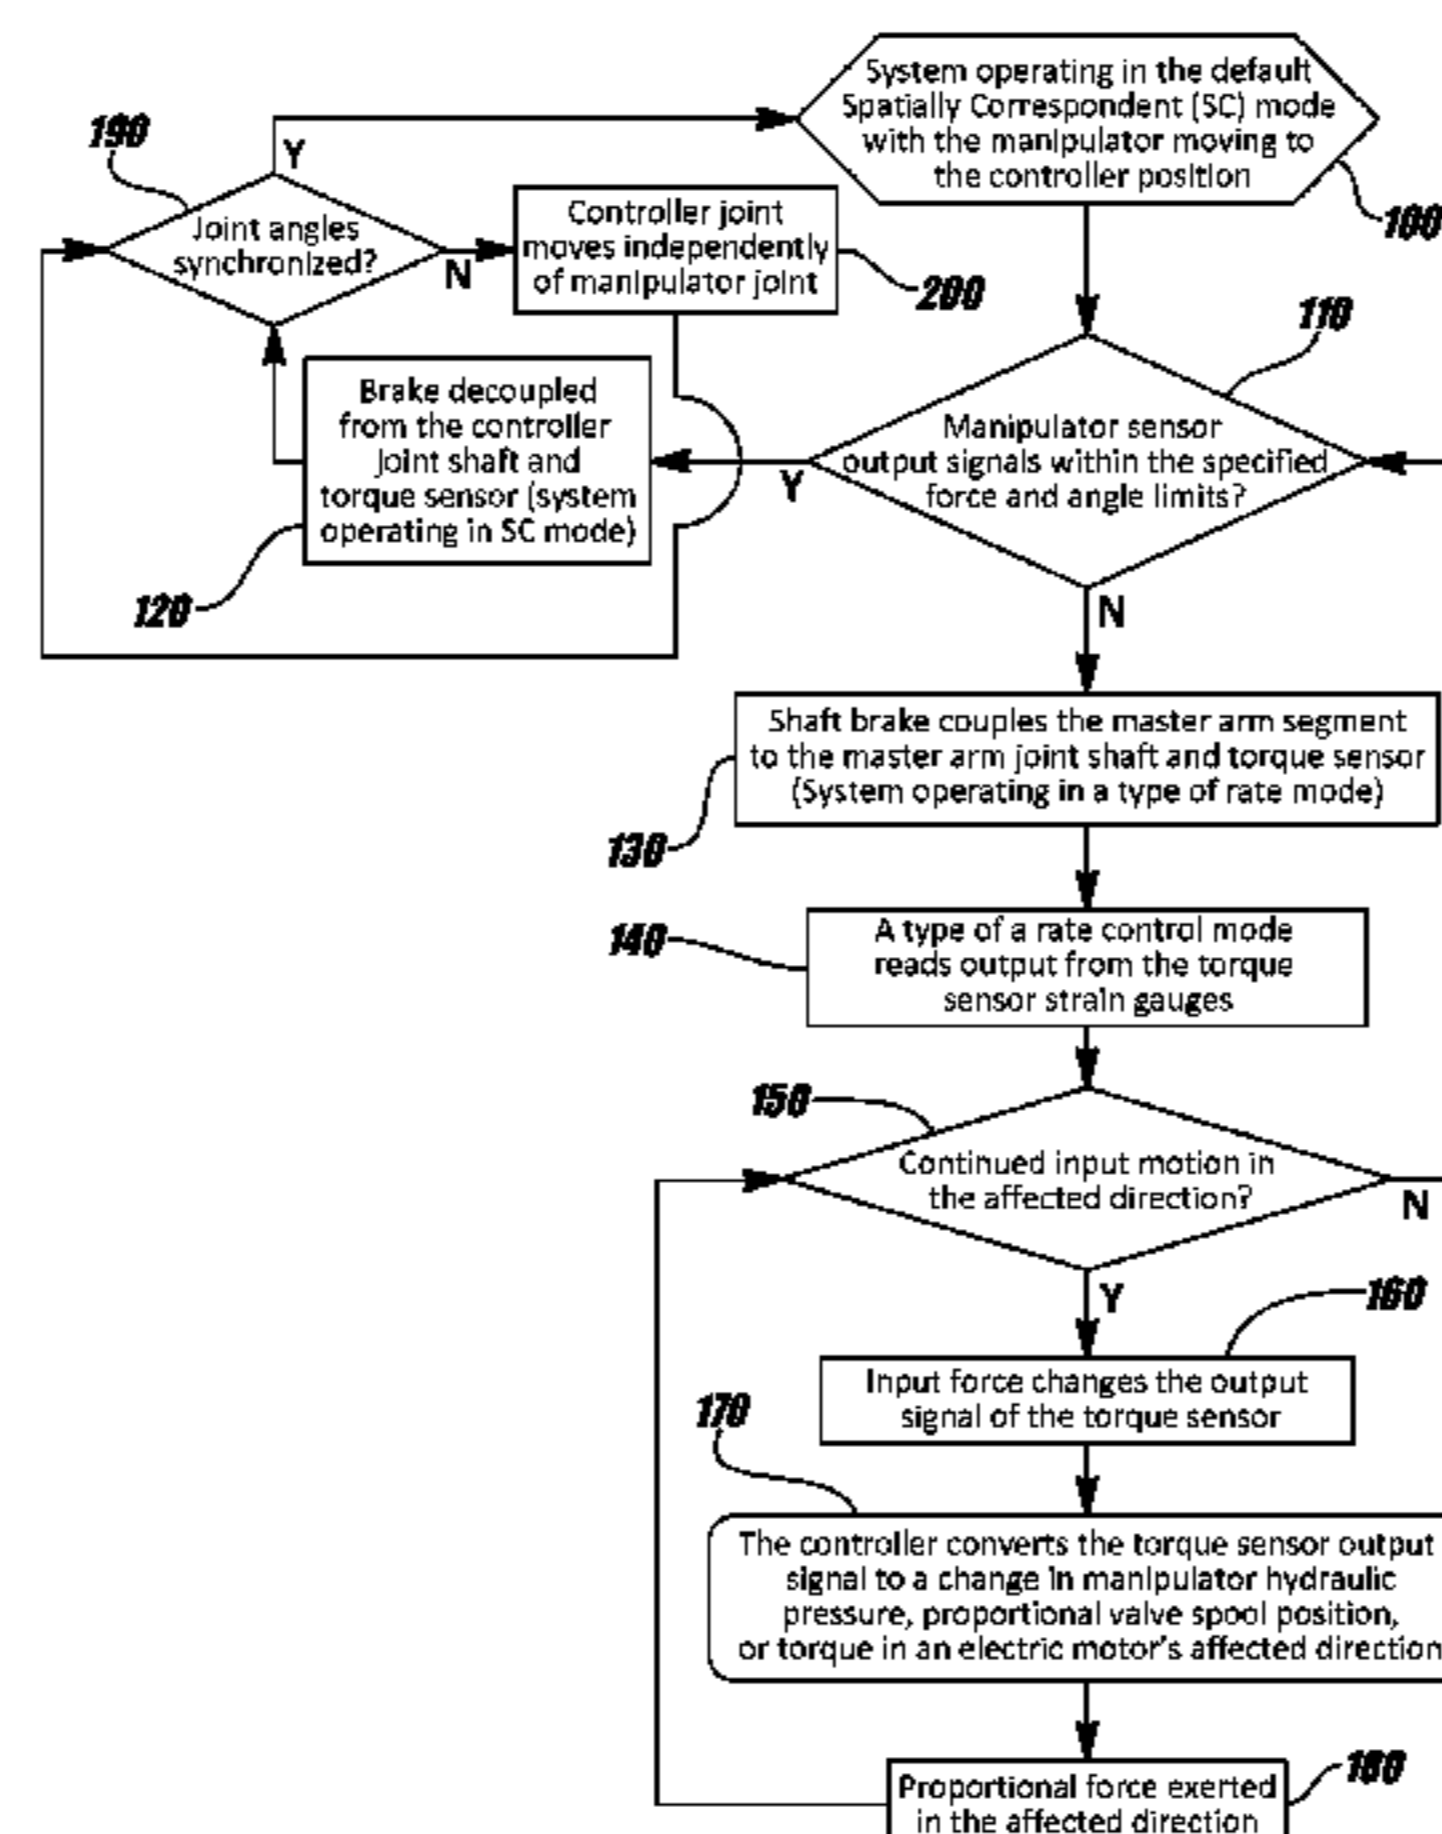 System operating in the default
Spatially Correspondent (SC) mode
with the manipulator moving to
the controller position
100
190
Y
Joint angles
synchronized?
N
Controller joint
moves independently
of manipulator joint
200
110
Brake decoupled
from the controller
joint shaft and
torque sensor (system
operating in SC mode)
120
Manipulator sensor
output signals within the specified
force and angle limits?
Y
N
Shaft brake couples the master arm segment
to the master arm joint shaft and torque sensor
(System operating in a type of rate mode)
130
A type of a rate control mode
reads output from the torque
sensor strain gauges
140
150
Continued input motion in
the affected direction?
N
Y
160
Input force changes the output
signal of the torque sensor
170
The controller converts the torque sensor output
signal to a change in manipulator hydraulic
pressure, proportional valve spool position,
or torque in an electric motor's affected direction
Proportional force exerted
in the affected direction
180